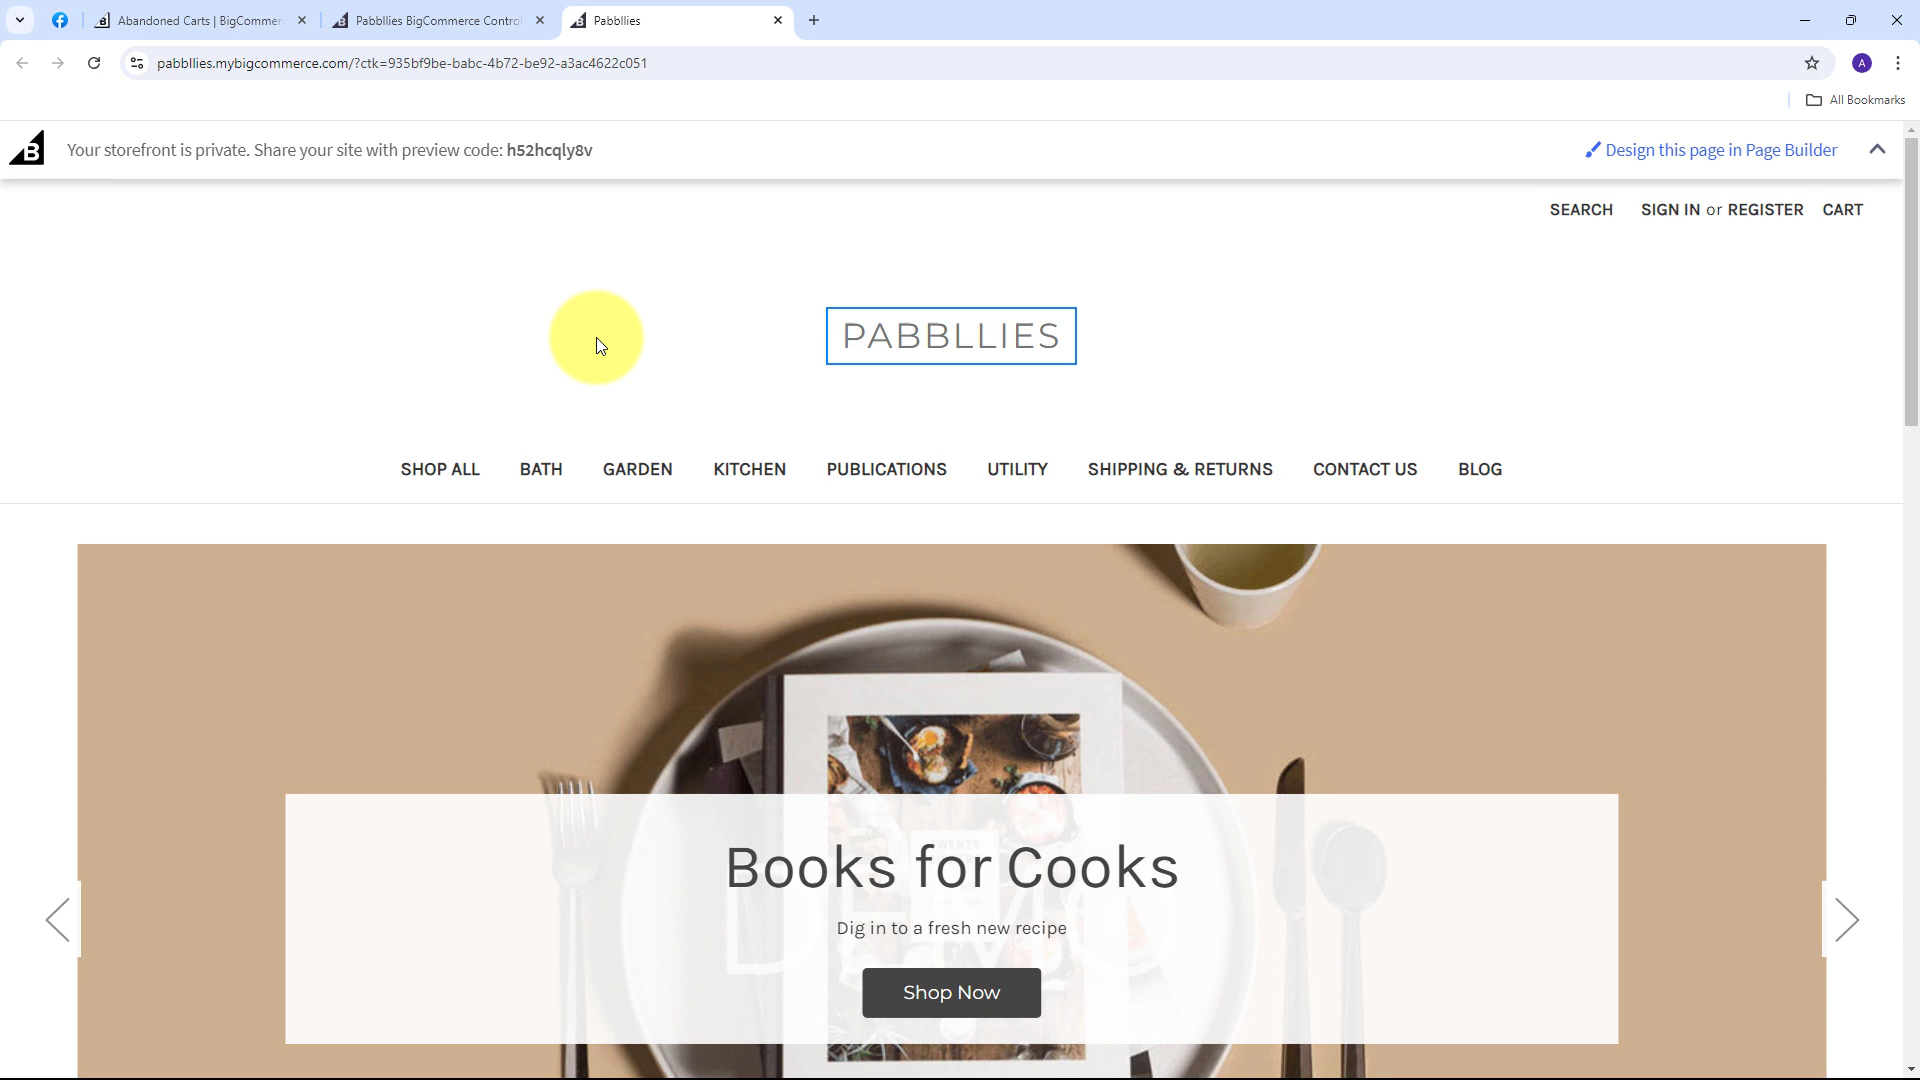 Abandoned Carts | BigCommer
Pabbllies BigCommerce Control
Pabbllies
pabbllies.mybigcommerce.com/?ctk=935bf9be-babc-4b72-be92-a3ac4622c051
A
All Bookmarks
B
Your storefront is private. Share your site with preview code: h52hcqly8v
Design this page in Page Builder
SEARCH SIGN IN or REGISTER CART
PABBLLIES
SHOP ALL BATH GARDEN KITCHEN PUBLICATIONS UTILITY SHIPPING & RETURNS CONTACT US BLOG
Books for Cooks
Dig in to a fresh new recipe
Shop Now